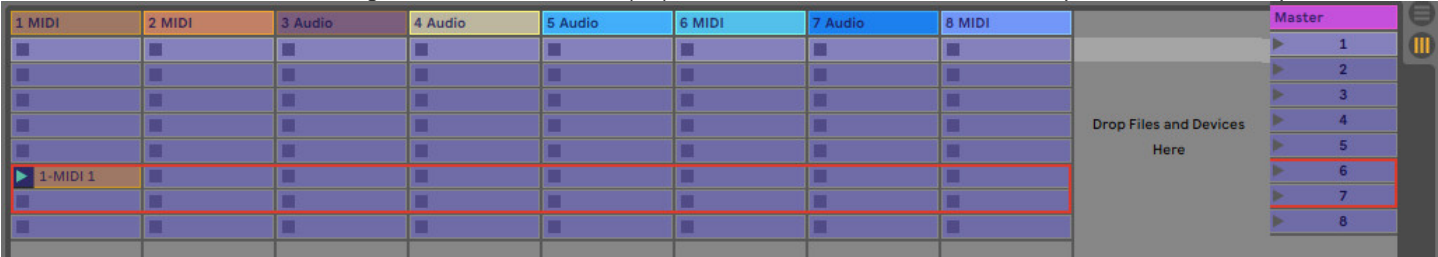 1 MIDI 2 MIDI 3 Audio 4 Audio 5 Audio 6 MIDI 7 Audio 8 MIDI Master
1
2
3
Drop Files and Devices 4
Here 5
1-MIDI 1 6
7
8